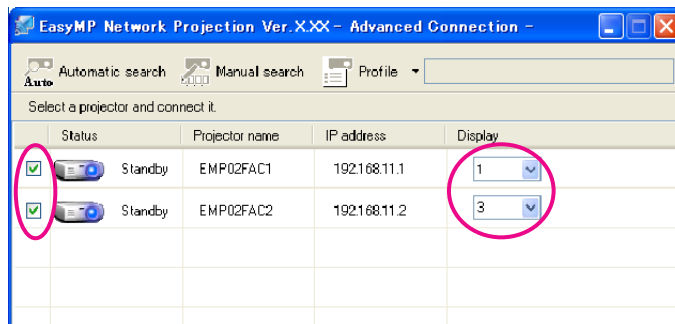 EasyMP Network Projection Ver.X.XX - Advanced Connection -
Auto Automatic search Manual search Profile
Select a projector and connect it.
Status Projector name IP address Display
Standby EMP02FAC1 192.168.11.1 1
Standby EMP02FAC2 192.168.11.2 3